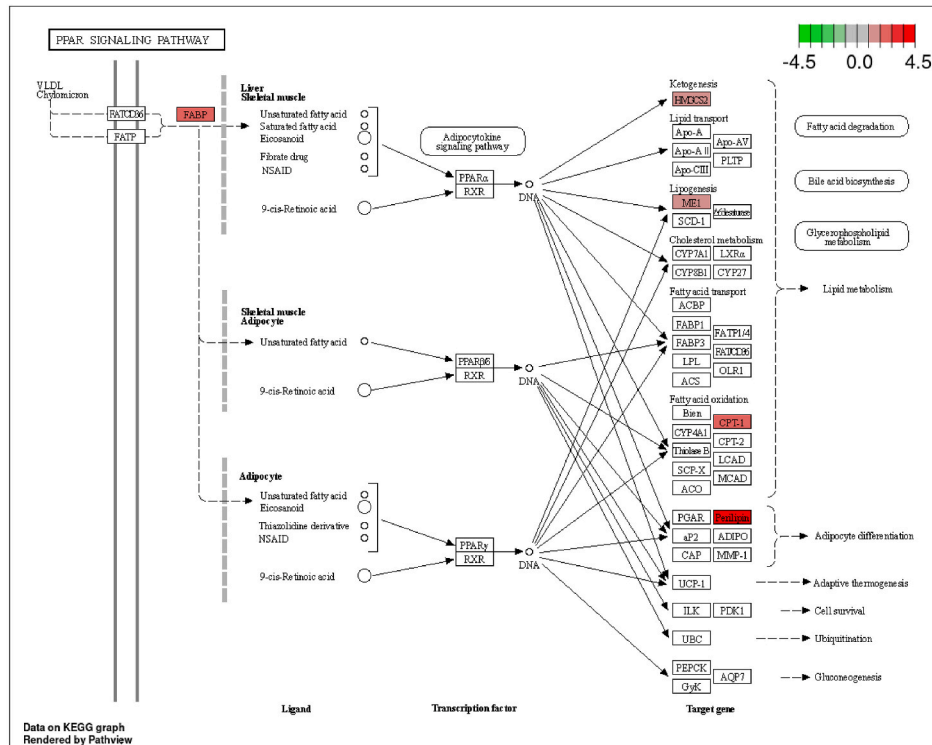 PPAR SIGNALING PATHWAY
-4.5 0.0 4.5
VLDL
Chylomicron
FATCD36
FATP
FABP
Liver
Skeletal muscle
Unsaturated fatty acid
Saturated fatty acid
Eicosanoid
Fibrate drug
NSAID
9-cis-Retinoic acid
Adipocytokine
signaling pathway
PPARα
RXR
DNA
Skeletal muscle
Adipocyte
Unsaturated fatty acid
9-cis-Retinoic acid
PPARβδ
RXR
DNA
Adipocyte
Unsaturated fatty acid
Eicosanoid
Thiazolidine derivative
NSAID
9-cis-Retinoic acid
PPARγ
RXR
DNA
Ketogenesis
HMGCS2
Lipid transport
Apo-A
Apo-AII
Apo-CIII
Apo-AV
PLTP
Lipogenesis
ME1
SCD-1
Cholesterol metabolism
CYP7A1 LXRα
CYP8B1 CYP27
Fatty acid transport
ACBP
FABP1
FABP3
LPL
ACS
FATP1/4
FATCD36
OLR1
Fatty acid oxidation
Bien
CYP4A1
Thiolase B
SCP-X
ACO
CPT-1
CPT-2
LCAD
MCAD
PGAR Perilipin
aP2 ADIPO
CAP MMP-1
UCP-1
ILK PDK1
UBC
PEPCK
GyK
AQP7
Fatty acid degradation
Bile acid biosynthesis
Glycerophospholipid
metabolism
Lipid metabolism
Adipocyte differentiation
Adaptive thermogenesis
Cell survival
Ubiquitination
Gluconeogenesis
Ligand
Transcription factor
Target gene
Data on KEGG graph
Rendered by Pathview